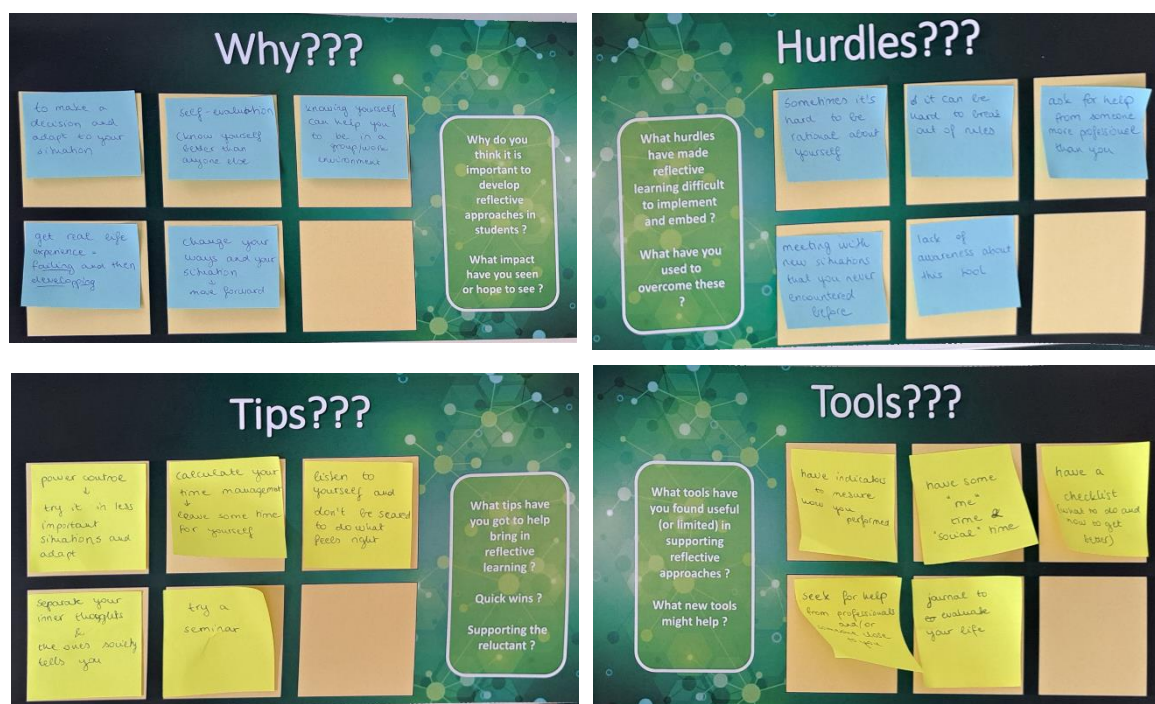 Why???
to make a
decision and
adapt to your
situation
self-evaluation
(know yourself
better than
anyone else
knowing yourself
can help you
to be in a
group/work
environment
get real life
experience -
failing and then
developping
change your
ways and your
situation
↓
move forward
Why do you
think it is
important to
develop
reflective
approaches in
students ?
What impact
have you seen
or hope to see ?
Hurdles???
What hurdles
have made
reflective
learning difficult
to implement
and embed ?
What have you
used to
overcome these
?
Sometimes it's
hard to be
rational about
yourself
it can be
hard to break
out of rules
ask for help
from someone
more profesional
than you
meeting with
new situations
that you never
encountered
before
lack of
awareness about
this tool
Tips???
power
↓
try it in less
important
situations and
adapt
calculate your
time management
↓
leave some time
for yourself
listen to
yourself and
don't be scared
to do what
feels right
separate your
inner thoughts
&
the ones society
tells you
try a
seminar
What tips have
you got to help
bring in
reflective
learning ?
Quick wins ?
Supporting the
reluctant ?
Tools???
What tools have
you found useful
(or limited) in
supporting
reflective
approaches ?
What new tools
might help ?
have indicators
to mesure
how you
performed
have some
"me"
time &
"social" time
have a
checklist
(what to do and
how to get
better)
seek for help
from professionals
and/or
someone close
to you
journal to
evaluate
your life